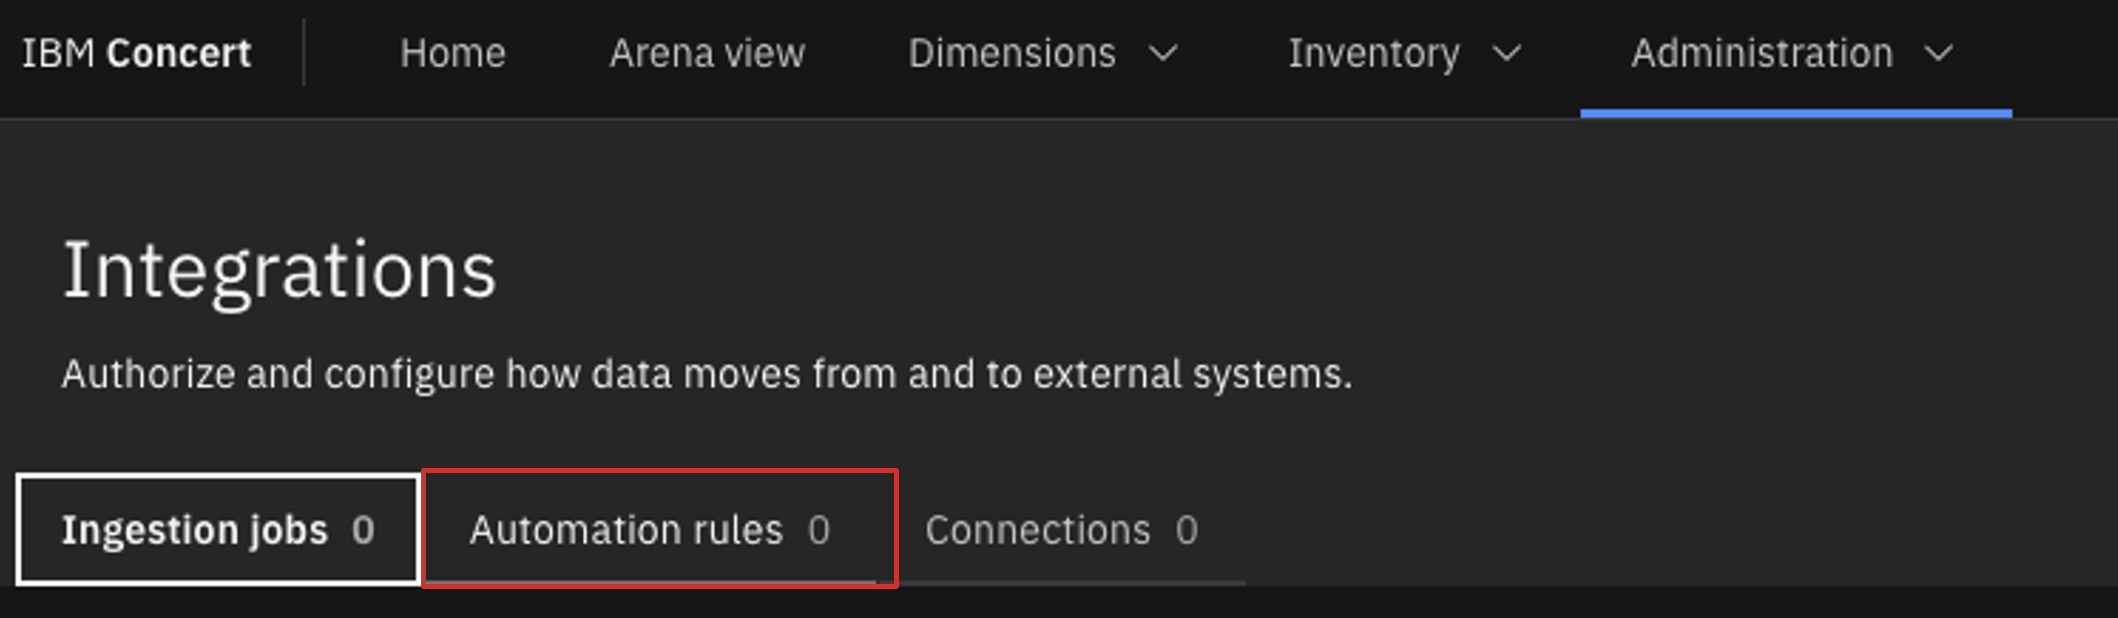 IBM Concert Home Arena view Dimensions Inventory Administration
Integrations
Authorize and configure how data moves from and to external systems.
Ingestion jobs 0 Automation rules 0 Connections 0